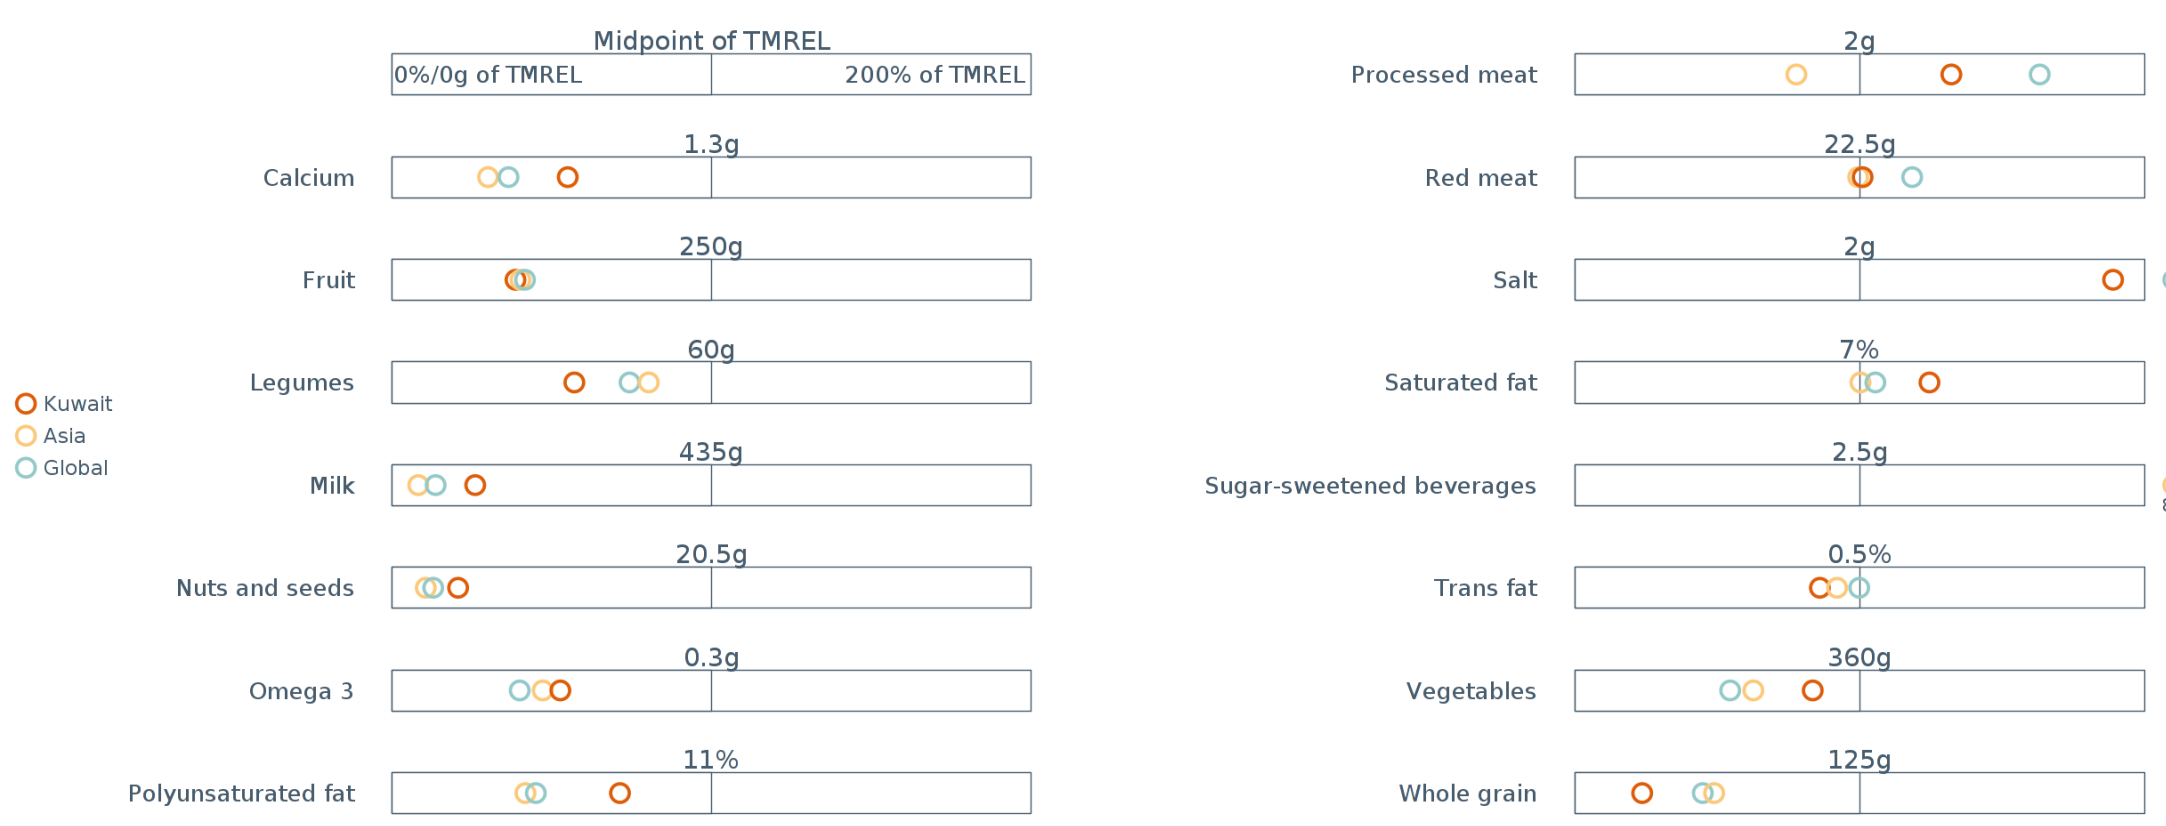 Midpoint of TMREL
0%/0g of TMREL 200% of TMREL
Calcium 1.3g
Fruit 250g
Legumes 60g
Milk 435g
Nuts and seeds 20.5g
Omega 3 0.3g
Polyunsaturated fat 11%
Kuwait
Asia
Global
Processed meat 2g
Red meat 22.5g
Salt 2g
Saturated fat 7%
Sugar-sweetened beverages 2.5g
Trans fat 0.5%
Vegetables 360g
Whole grain 125g